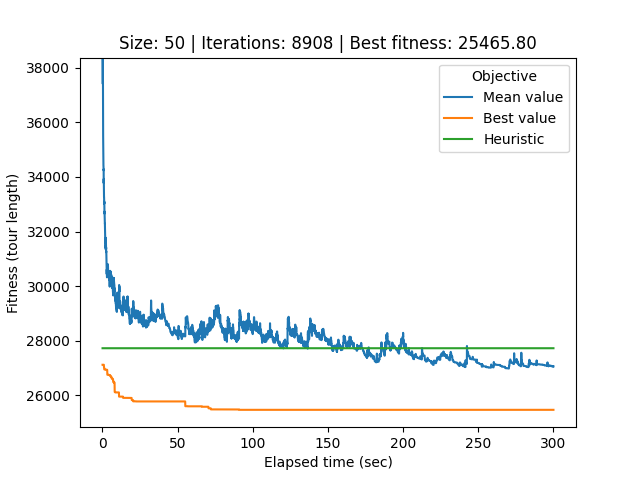 Size: 50 | Iterations: 8908 | Best fitness: 25465.80
Objective
Mean value
Best value
Heuristic
Fitness (tour length)
38000
36000
34000
32000
30000
28000
26000
0 50 100 150 200 250 300
Elapsed time (sec)